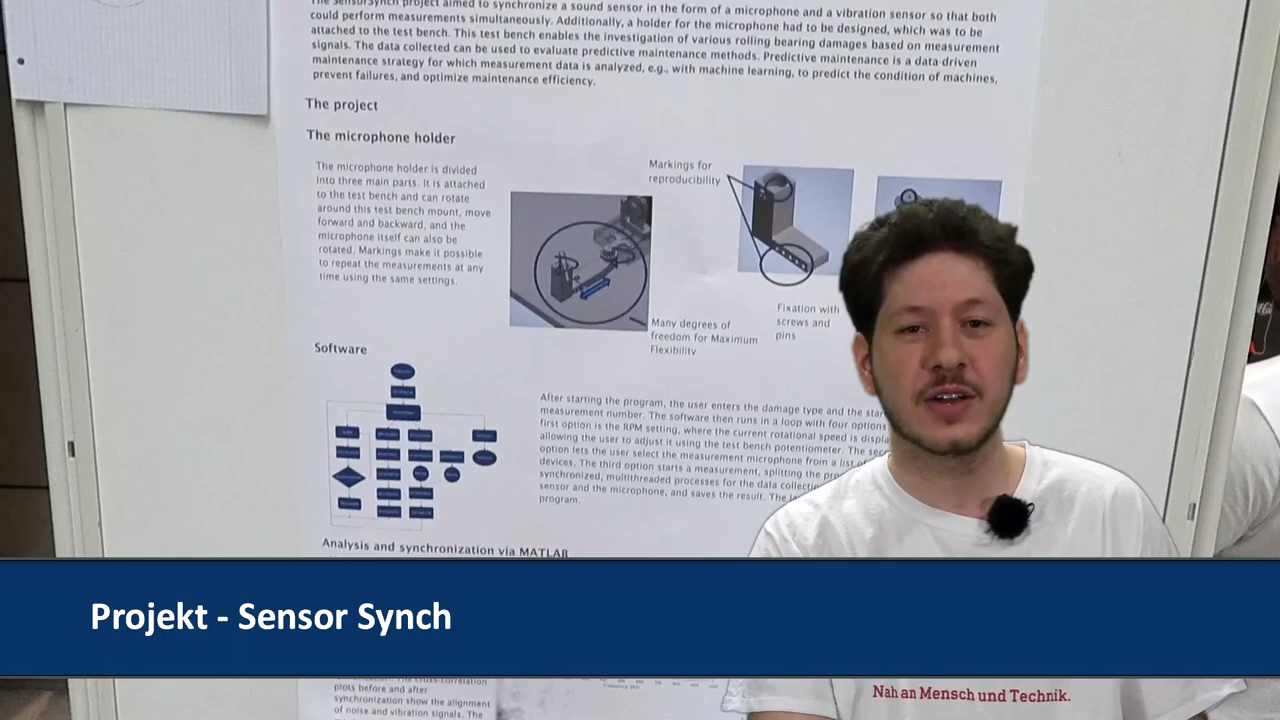 The SensorSynch project aimed to synchronize a sound sensor in the form of a microphone and a vibration sensor so that both
could perform measurements simultaneously. Additionally, a holder for the microphone had to be designed, which was to be
attached to the test bench. This test bench enables the investigation of various rolling bearing damages based on measurement
signals. The data collected can be used to evaluate predictive maintenance methods. Predictive maintenance is a data-driven
maintenance strategy for which measurement data is analyzed, e.g., with machine learning, to predict the condition of machines,
prevent failures, and optimize maintenance efficiency.
The project
The microphone holder
The microphone holder is divided
into three main parts. It is attached
to the test bench and can rotate
around this test bench mount, move
forward and backward, and the
microphone itself can also be
rotated. Markings make it possible
to repeat the measurements at any
time using the same settings.
Markings for
reproducibility
Many degrees of
freedom for Maximum
Flexibility
Fixation with
screws and
pins
Software
After starting the program, the user enters the damage type and the
measurement number. The software then runs in a loop with four options
first option is the RPM setting, where the current rotational speed is
allowing the user to adjust it using the test bench potentiometer. The
option lets the user select the measurement microphone from a list of
devices. The third option starts a measurement, splitting the
synchronized, multithreaded processes for the data
sensor and the microphone, and saves the result. The
program.
Analysis and synchronization via MATLAB
Projekt - Sensor Synch
plots before and after
synchronization show the alignment
of noise and vibration signals. The
Nah an Mensch und Technik.